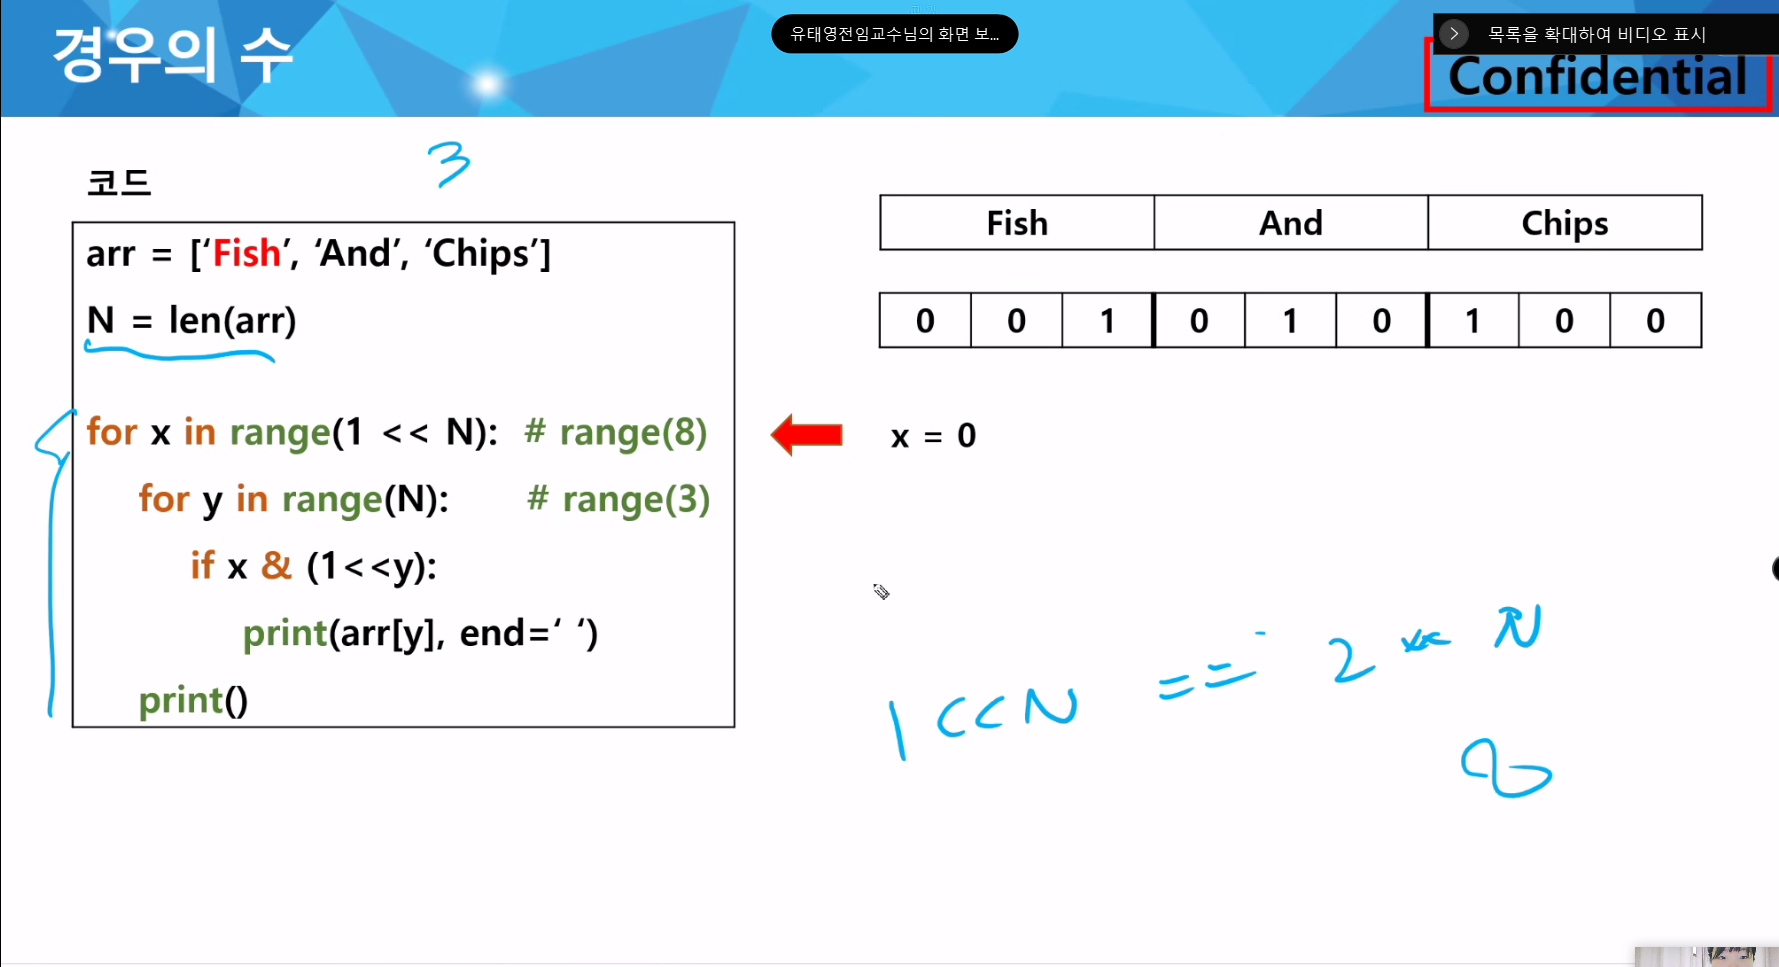 경우의 수
유태영전임교수님의 화면 보...
목록을 확대하여 비디오 표시
Confidential
3
코드
arr = [‘Fish’, ‘And’, ‘Chips’]
N = len(arr)
for x in range(1 << N): # range(8)
for y in range(N): # range(3)
if x & (1<<y):
print(arr[y], end=‘ ‘)
print()
Fish And Chips
0 0 1 0 1 0 1 0 0
x = 0
1 << N == 2 ** N
8